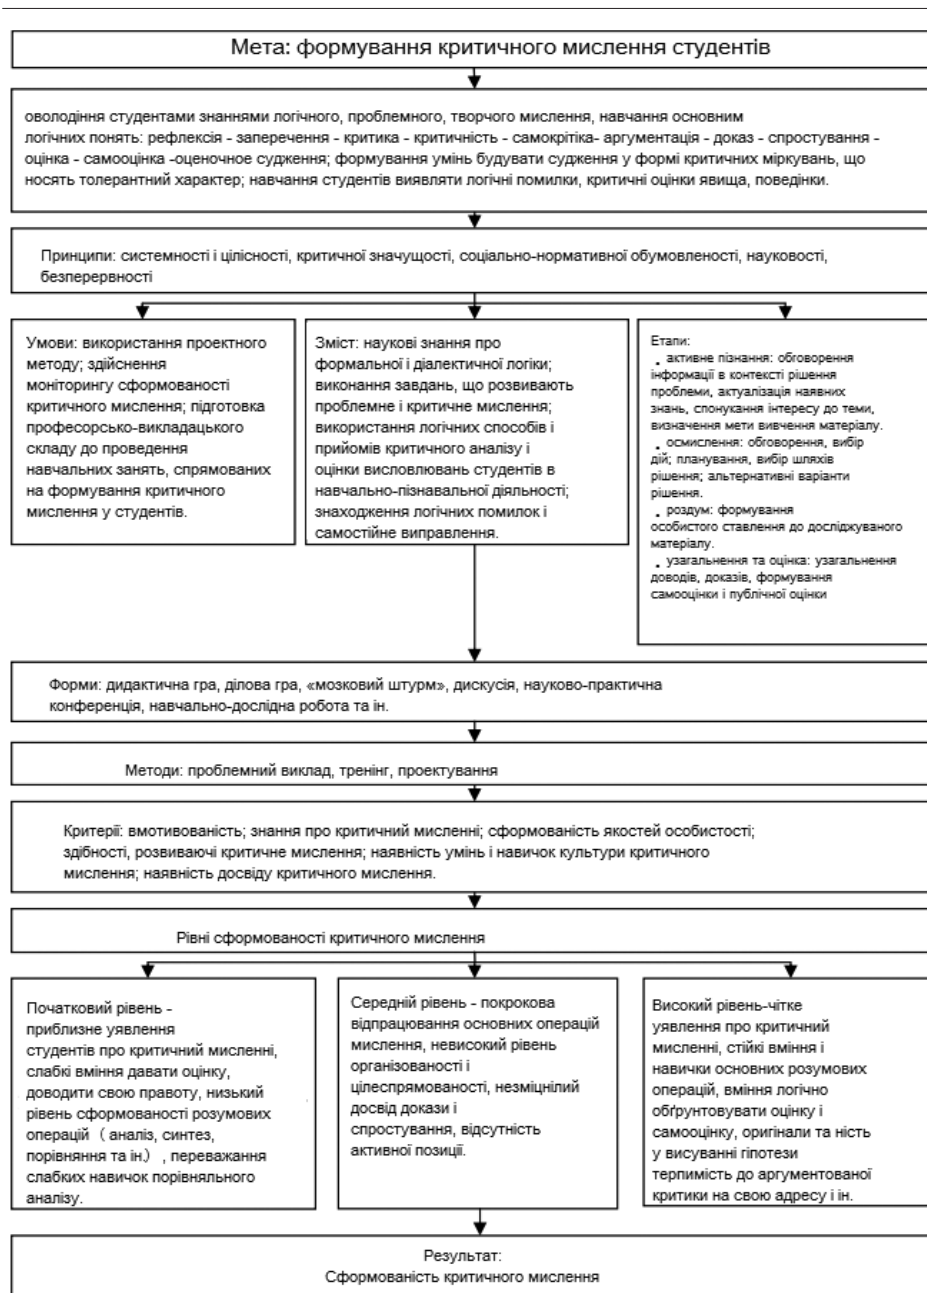 Мета: формування критичного мислення студентів
оволодіння студентами знаннями логічного, проблемного, творчого мислення, навчання основним
логічних понять: рефлексія - заперечення - критика - критичність - самокрітіка- аргументація - доказ - спростування -
оцінка - самооцінка -оценочное судження; формування умінь будувати судження у формі критичних міркувань, що
носять толерантний характер; навчання студентів виявляти логічні помилки, критичні оцінки явища, поведінки.
Принципи: системності і цілісності, критичної значущості, соціально-нормативної обумовленості, науковості,
безперервності
Умови: використання проектного
методу; здійснення
моніторингу сформованості
критичного мислення; підготовка
професорсько-викладацького
складу до проведення
навчальних занять, спрямованих
на формування критичного
мислення у студентів.
Зміст: наукові знання про
формальної і діалектичної логіки;
виконання завдань, що розвивають
проблемне і критичне мислення;
використання логічних способів і
прийомів критичного аналізу і
оцінки висловлювань студентів в
навчально-пізнавальної діяльності;
знаходження логічних помилок і
самостійне виправлення.
Етапи:
. активне пізнання: обговорення
інформації в контексті рішення
проблеми, актуалізація наявних
знань, спонукання інтересу до теми,
визначення мети вивчення матеріалу.
. осмислення: обговорення, вибір
дій; планування, вибір шляхів
рішення; альтернативні варіанти
рішення.
. роздум: формування
особистого ставлення до досліджуваного
матеріалу.
. узагальнення та оцінка: узагальнення
доводів, доказів, формування
самооцінки і публічної оцінки
Форми: дидактична гра, ділова гра, «мозковий штурм», дискусія, науково-практична
конференція, навчально-дослідна робота та ін.
Методи: проблемний виклад, тренінг, проектування
Критерії: вмотивованість; знання про критичний мисленні; сформованість якостей особистості;
здібності, розвиваючі критичне мислення; наявність умінь і навичок культури критичного
мислення; наявність досвіду критичного мислення.
Рівні сформованості критичного мислення
Початковий рівень -
приблизне уявлення
студентів про критичний мисленні,
слабкі вміння давати оцінку,
доводити свою правоту, низький
рівень сформованості розумових
операцій ( аналіз, синтез,
порівняння та ін.) , переважання
слабких навичок порівняльного
аналізу.
Середній рівень - покрокова
відпрацювання основних операцій
мислення, невисокий рівень
організованості і
цілеспрямованості, незміцнілий
досвід докази і
спростування, відсутність
активної позиції.
Високий рівень-чітке
уявлення про критичний
мисленні, стійкі вміння і
навички основних розумових
операцій, вміння логічно
обґрунтовувати оцінку і
самооцінку, оригінали та ність
у висуванні гіпотези
терпимість до аргументованої
критики на свою адресу і ін.
Результат:
Сформованість критичного мислення